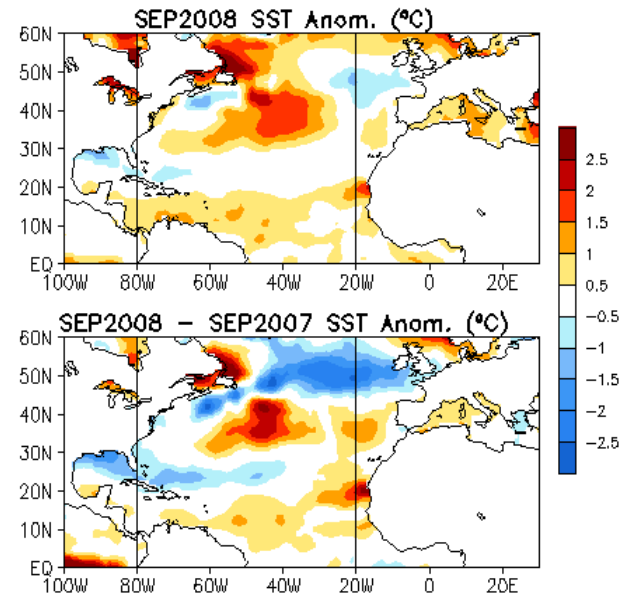 SEP2008 SST Anom. (ºC)
60N
50N
40N
30N
20N
10N
EQ
100W 80W 60W 40W 20W 0 20E
SEP2008 − SEP2007 SST Anom. (ºC)
60N
50N
40N
30N
20N
10N
EQ
100W 80W 60W 40W 20W 0 20E
2.5
2
1.5
1
0.5
−0.5
−1
−1.5
−2
−2.5